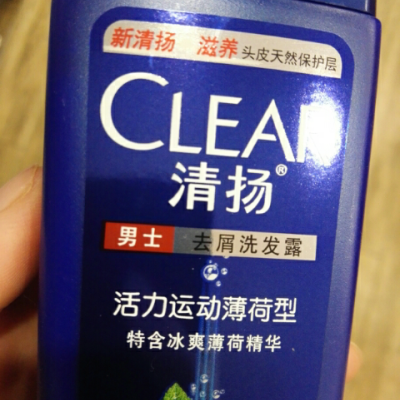 新清扬 滋养 头皮天然保护层
CLEAR
清扬®
男士 去屑洗发露
活力运动薄荷型
特含冰爽薄荷精华